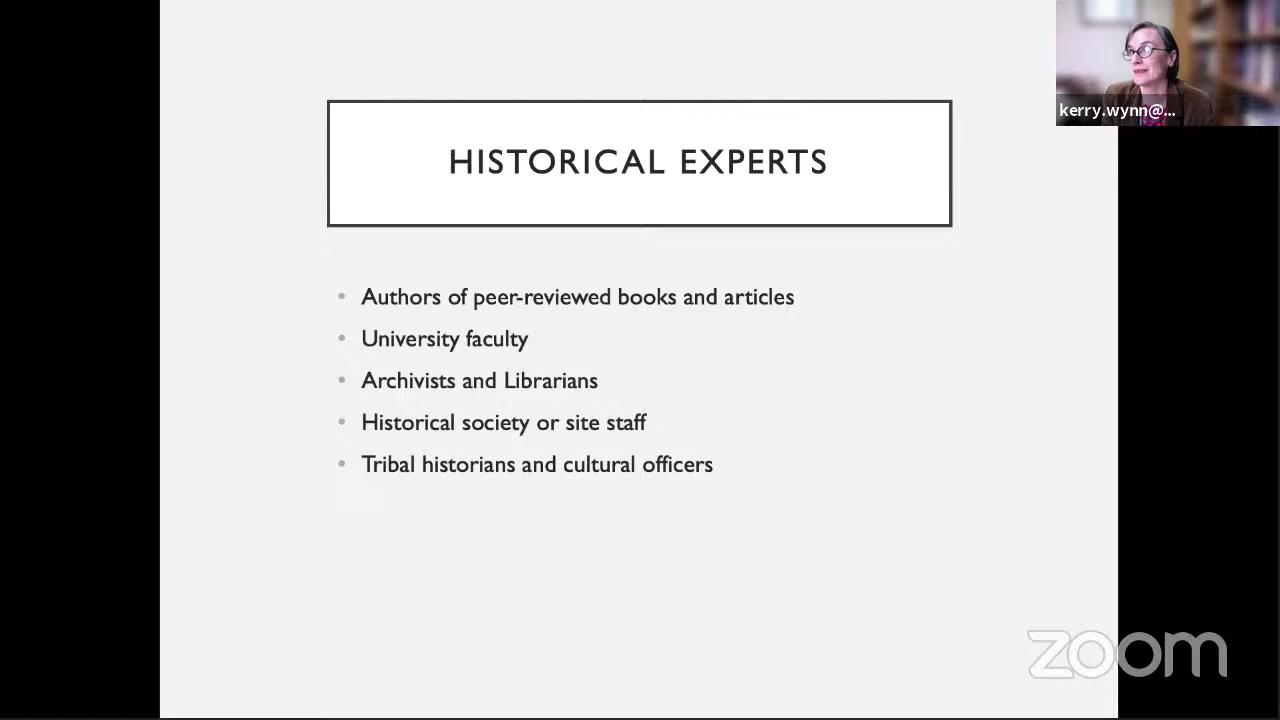 kerry.wynn@...
HISTORICAL EXPERTS
• Authors of peer-reviewed books and articles
• University faculty
• Archivists and Librarians
• Historical society or site staff
• Tribal historians and cultural officers
zoom